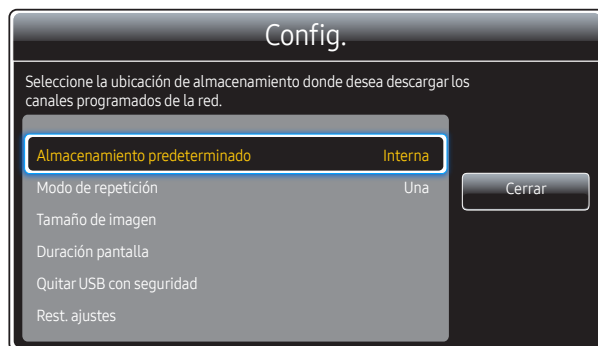 Config.
Seleccione la ubicación de almacenamiento donde desea descargar los
canales programados de la red.
Almacenamiento predeterminado Interna
Modo de repetición Una
Cerrar
Tamaño de imagen
Duración pantalla
Quitar USB con seguridad
Rest. ajustes